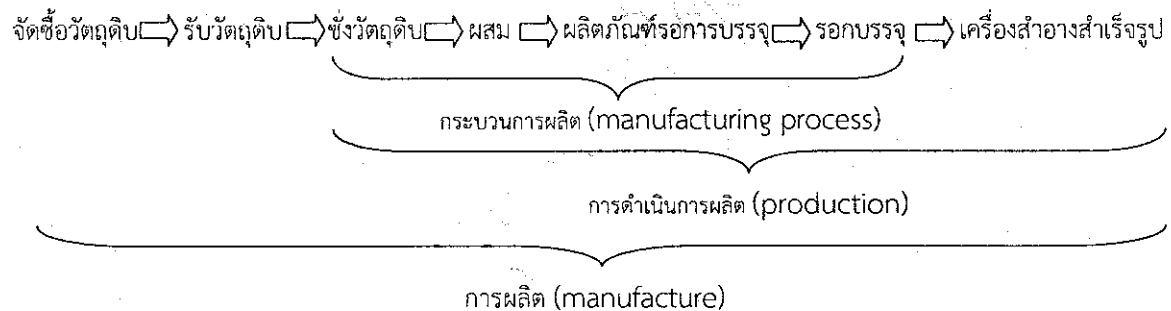 จัดซื้อวัตถุดิบ รับวัตถุดิบ ชั่งวัตถุดิบ ผสม ผลิตภัณฑ์รอการบรรจุ รอกบรรจุ เครื่องสำอางสำเร็จรูป
กระบวนการผลิต (manufacturing process)
การดำเนินการผลิต (production)
การผลิต (manufacture)